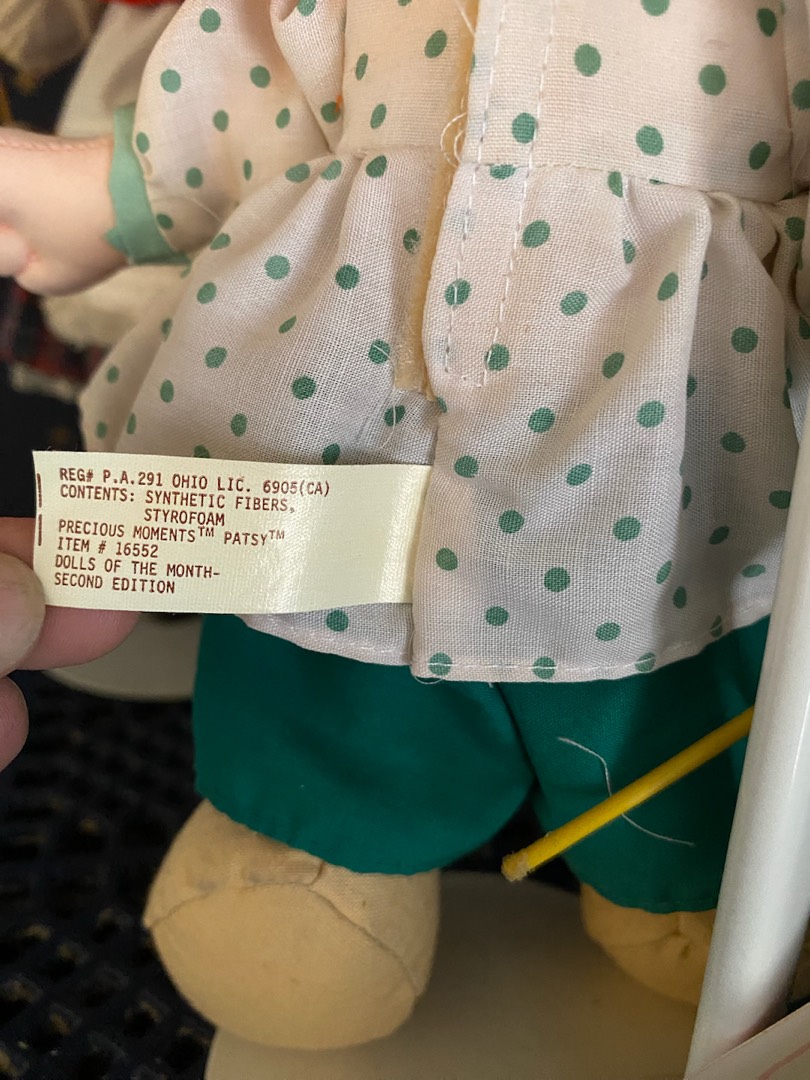 REG# P.A.291 OHIO LIC. 6905(CA)
CONTENTS: SYNTHETIC FIBERS,
STYROFOAM
PRECIOUS MOMENTS™ PATSY™
ITEM # 16552
DOLLS OF THE MONTH-
SECOND EDITION